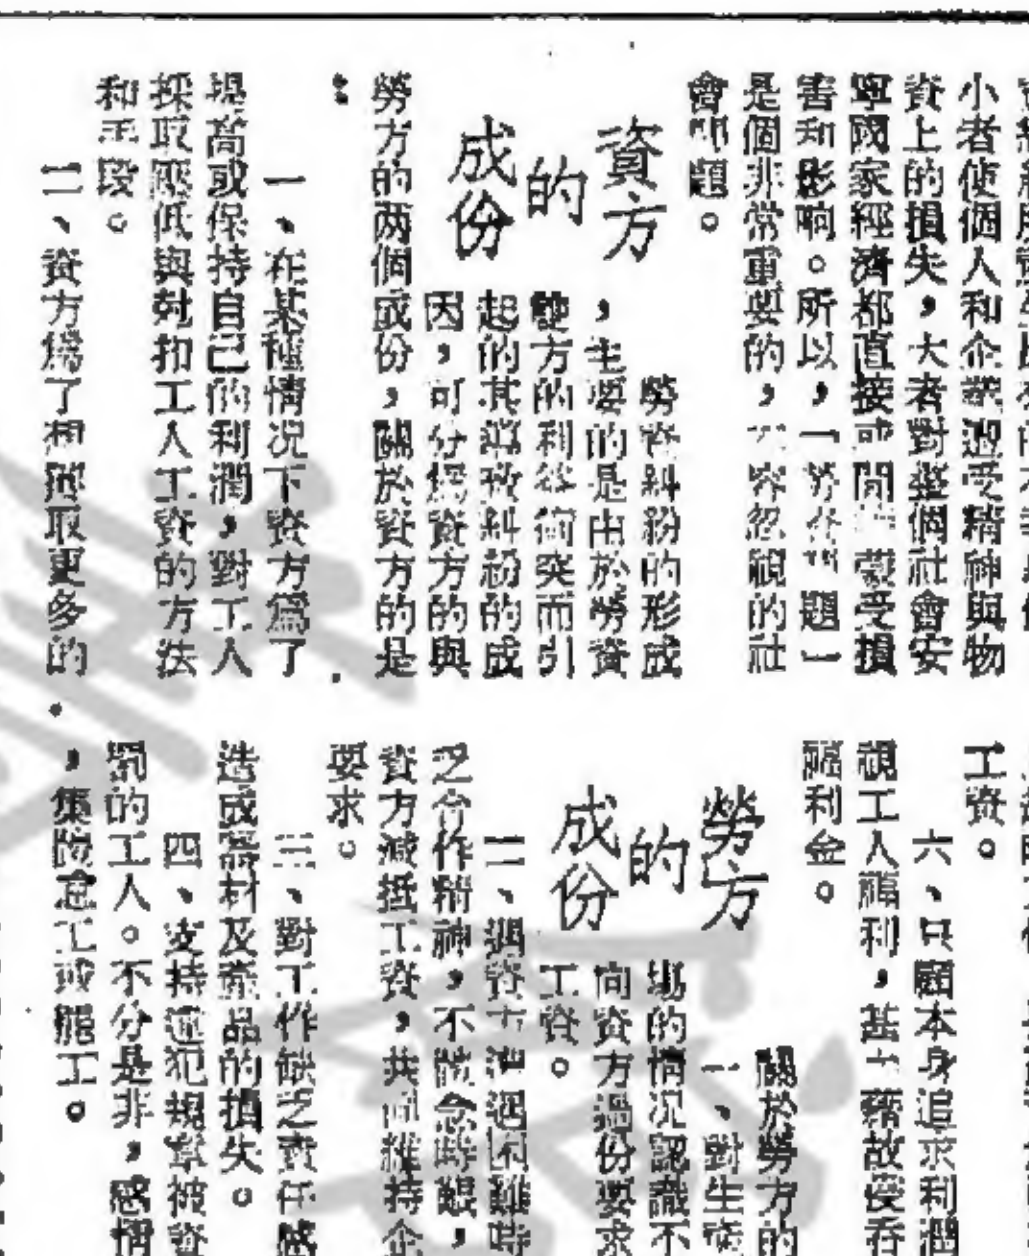 小者使個人和企業遭受精神與物
資上的損失，大者對整個社會安
寧國家經濟都直接或間接蒙受損
害和影响。所以，「勞資問題」
是個非常重要的，不容忽視的社
會問題。
資方
的
成份
勞資糾紛的形成
，主要的是由於勞資
雙方的利益衝突而引
起的其導致糾紛的成
因，可分爲資方的與
勞方的两個成份，關於資方的是
：
一、在某種情况下資方爲了
提高或保持自己的利潤，對工人
採取壓低與尅扣工人工資的方法
和手段。
二、資方爲了榨取更多的
工資。
六、只顧本身追求利潤
視工人福利，甚至藉故侵吞
福利金。
勞方
的
成份
關於勞方的
一、對生產
場的情况認識不
向資方過份要求
工資。
二、遇資方遭遇困難時
乏合作精神，不體念時艱，
資方減抵工資，共同維持企
要求。
三、對工作缺乏責任感
造成器材及產品的損失。
四、支持違犯規章被資
罰的工人。不分是非，感情
，集體怠工或罷工。